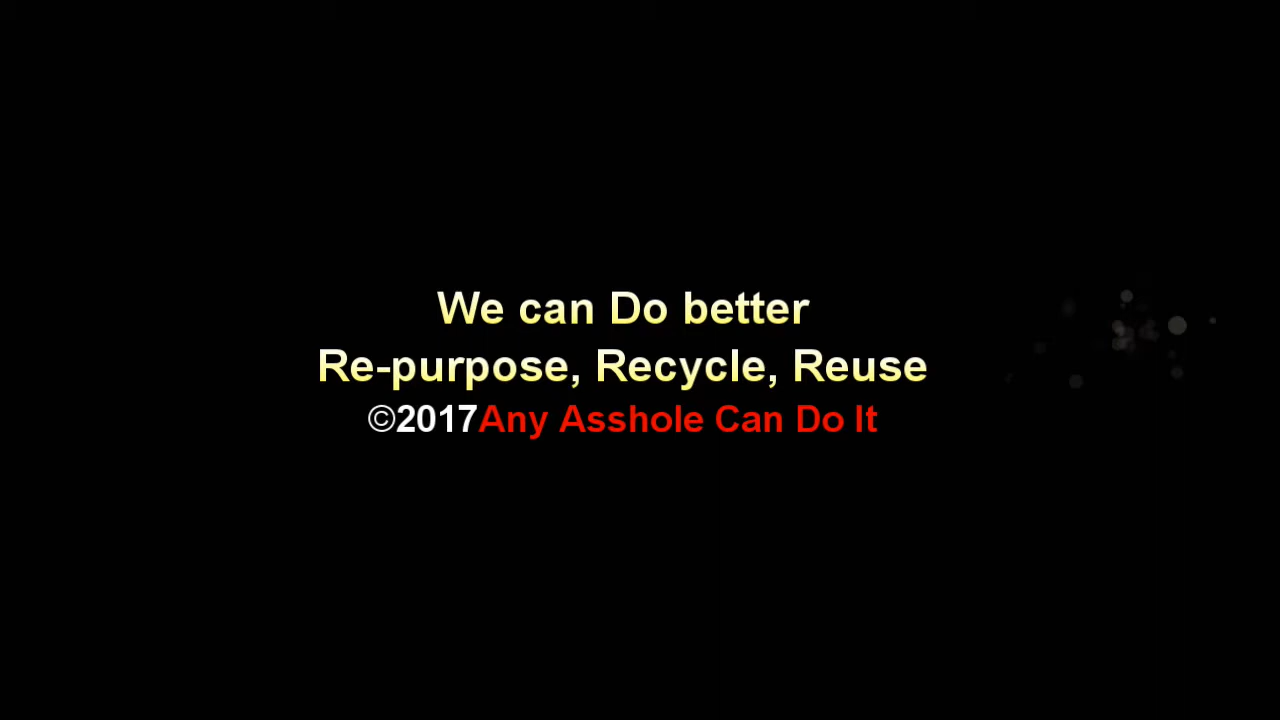 We can Do better
Re-purpose, Recycle, Reuse
©2017Any Asshole Can Do It